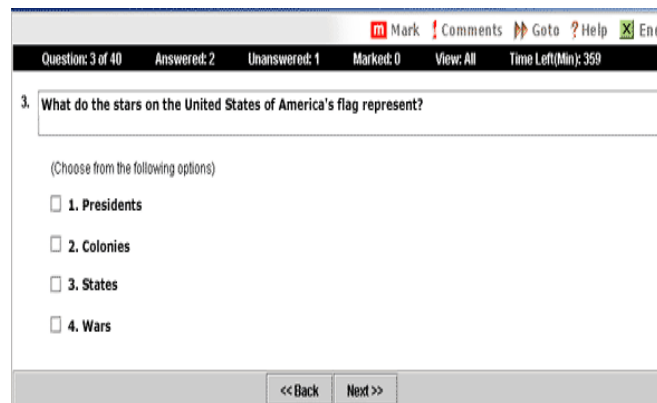 m Mark ! Comments Goto ? Help X En
Question: 3 of 40 Answered: 2 Unanswered: 1 Marked: 0 View: All Time Left(Min): 359
3. What do the stars on the United States of America's flag represent?
(Choose from the following options)
1. Presidents
2. Colonies
3. States
4. Wars
<<Back Next>>